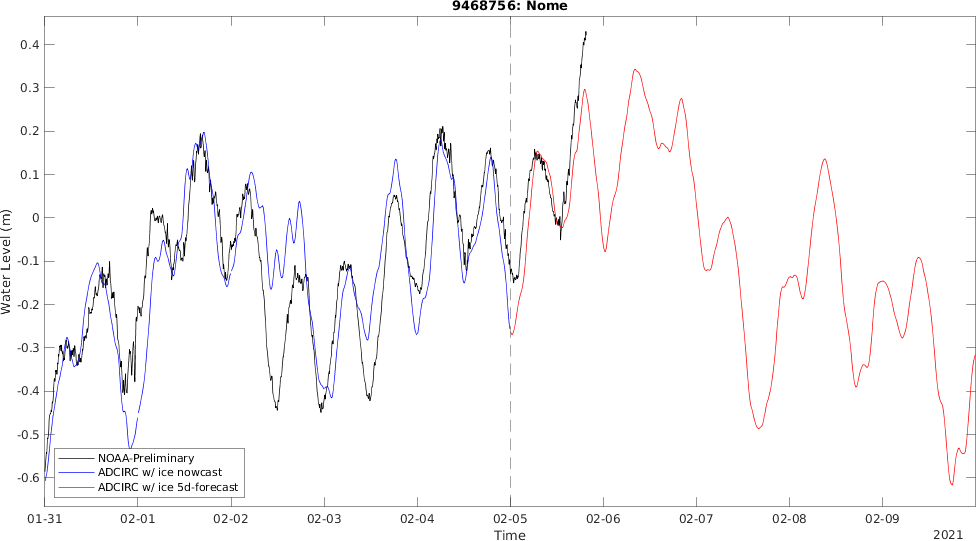 9468756: Nome
0.4
0.3
0.2
0.1
0
-0.1
-0.2
-0.3
-0.4
-0.5
-0.6
Water Level (m)
NOAA-Preliminary
ADCIRC w/ ice nowcast
ADCIRC w/ ice 5d-forecast
01-31 02-01 02-02 02-03 02-04 02-05 02-06 02-07 02-08 02-09
Time
2021